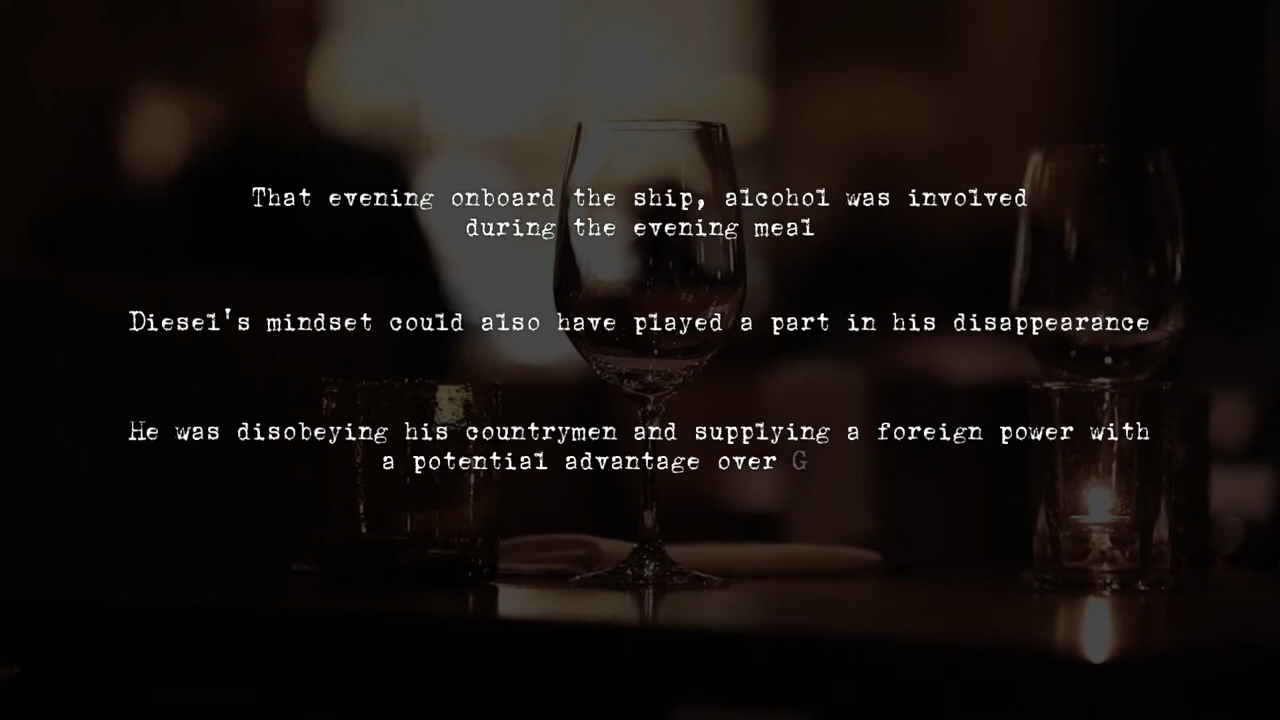 That evening onboard the ship, alcohol was involved
during the evening meal
Diesel's mindset could also have played a part in his disappearance
He was disobeying his countrymen and supplying a foreign power with
a potential advantage over G